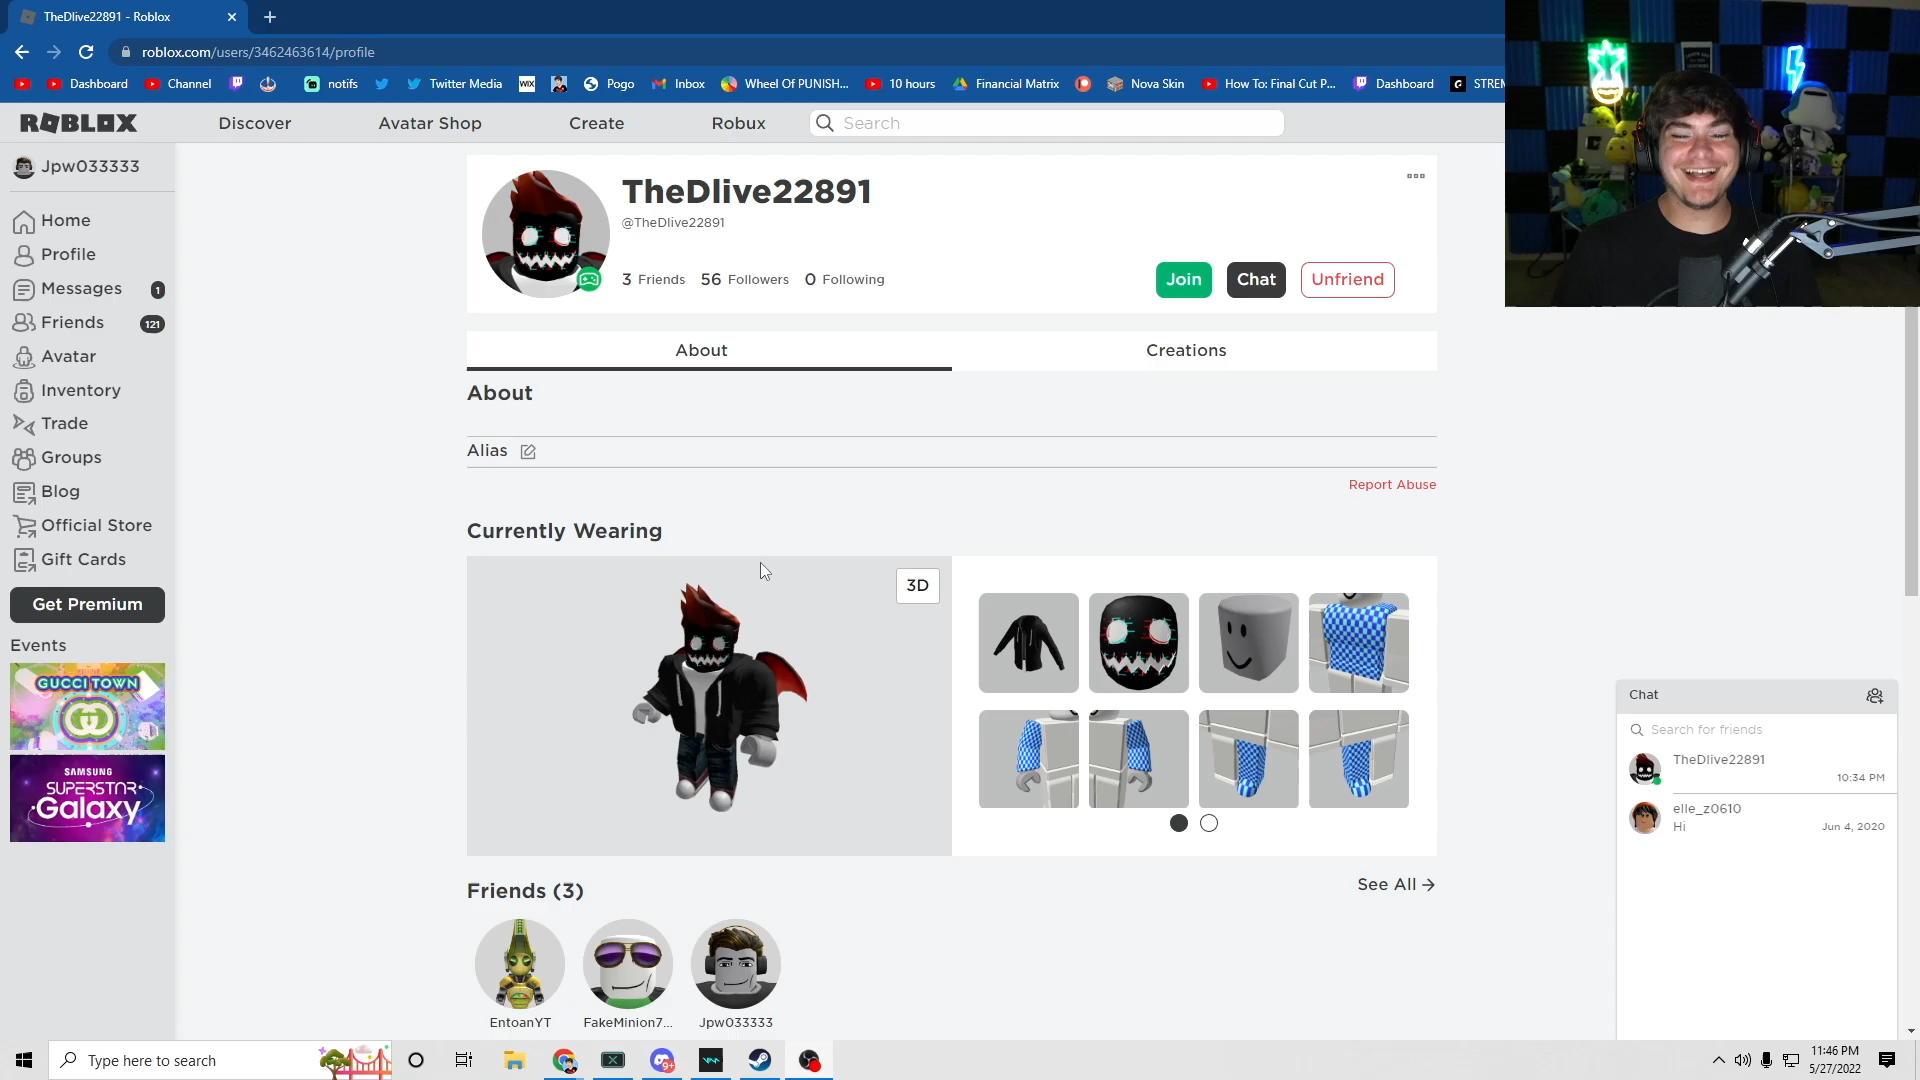 TheDlive22891 - Roblox
roblox.com/users/3462463614/profile
Dashboard
Channel
notifs
Twitter Media
WIX
Pogo
Inbox
Wheel Of PUNISH...
10 hours
Financial Matrix
Nova Skin
How To: Final Cut P...
Dashboard
STREM
ROBLOX
Discover
Avatar Shop
Create
Robux
Search
Jpw033333
Home
Profile
Messages 1
Friends 121
Avatar
Inventory
Trade
Groups
Blog
Official Store
Gift Cards
Get Premium
Events
GUCCI TOWN
SAMSUNG
SUPERSTAR
Galaxy
TheDlive22891
@TheDlive22891
3 Friends 56 Followers 0 Following
Join
Chat
Unfriend
About
Creations
About
Alias
Report Abuse
Currently Wearing
3D
Friends (3)
See All
EntoanYT
FakeMinion7...
Jpw033333
Chat
Search for friends
TheDlive22891
10:34 PM
elle_z0610
Hi
Jun 4, 2020
Type here to search
9+
11:46 PM
5/27/2022